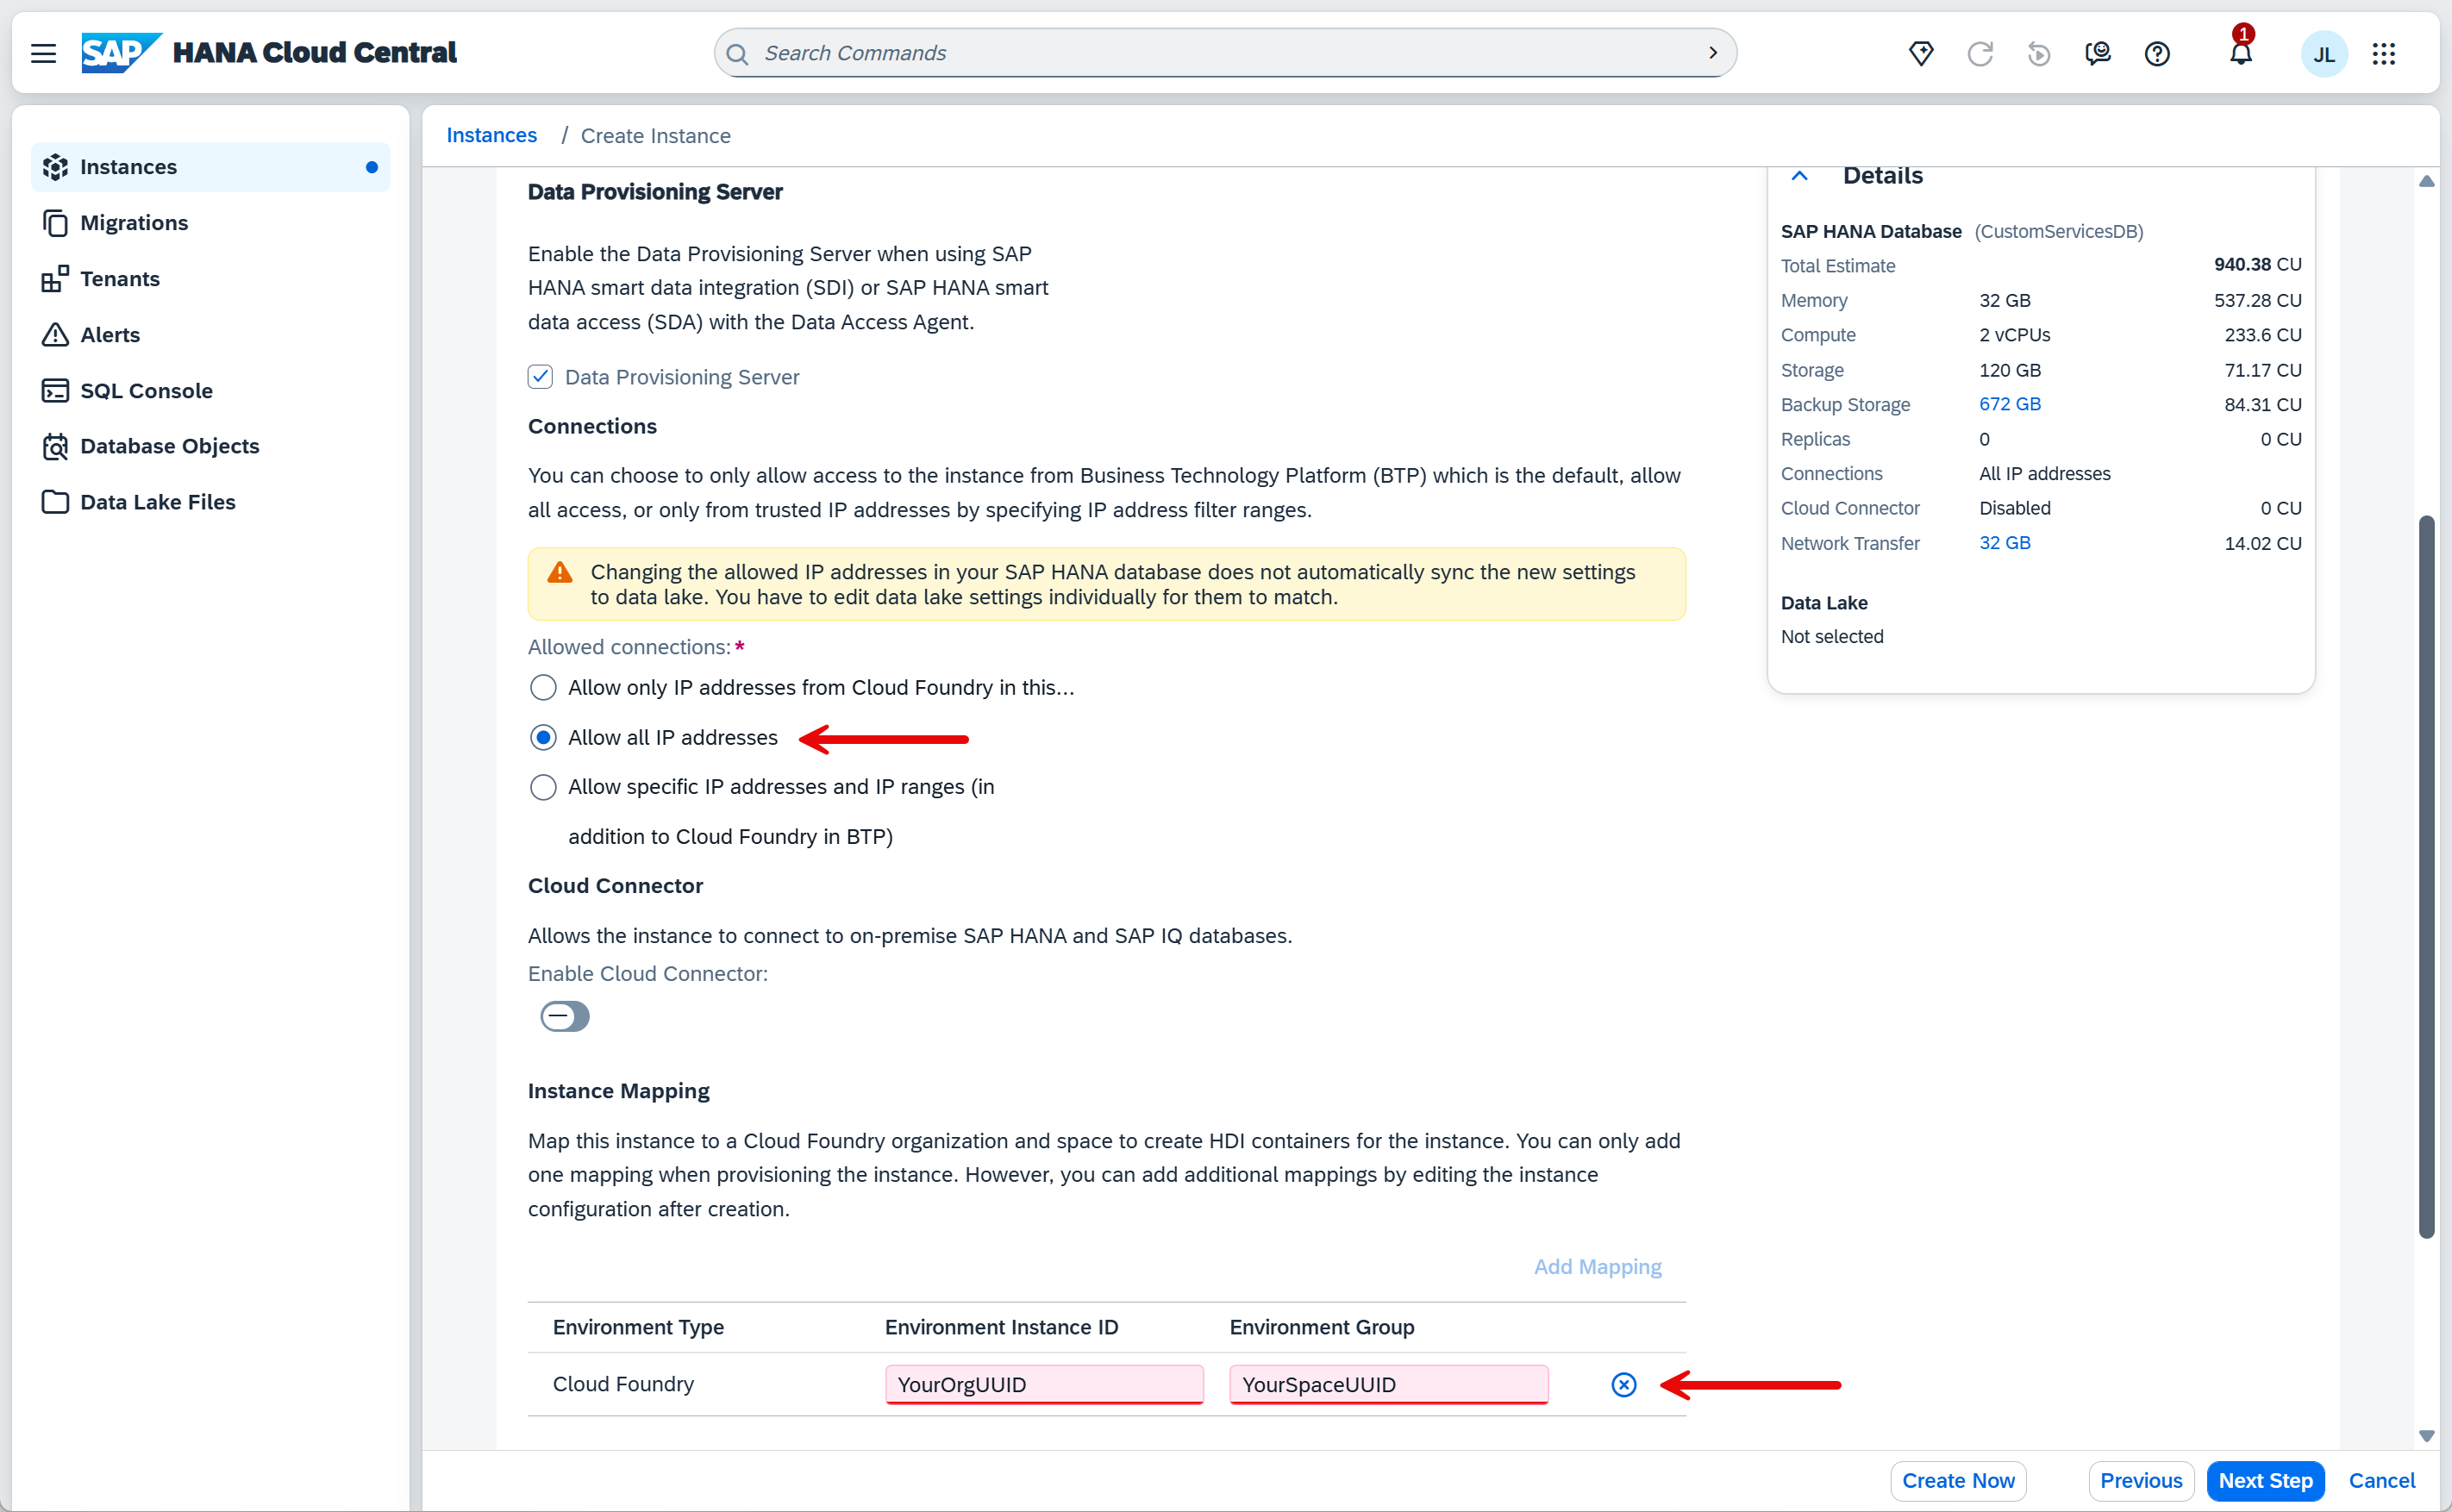 SAP HANA Cloud Central
Search Commands
1
JL
Instances
Migrations
Tenants
Alerts
SQL Console
Database Objects
Data Lake Files
Instances / Create Instance
Data Provisioning Server
Enable the Data Provisioning Server when using SAP
HANA smart data integration (SDI) or SAP HANA smart
data access (SDA) with the Data Access Agent.
Data Provisioning Server
Connections
You can choose to only allow access to the instance from Business Technology Platform (BTP) which is the default, allow
all access, or only from trusted IP addresses by specifying IP address filter ranges.
Changing the allowed IP addresses in your SAP HANA database does not automatically sync the new settings
to data lake. You have to edit data lake settings individually for them to match.
Allowed connections:*
Allow only IP addresses from Cloud Foundry in this...
Allow all IP addresses
Allow specific IP addresses and IP ranges (in
addition to Cloud Foundry in BTP)
Cloud Connector
Allows the instance to connect to on-premise SAP HANA and SAP IQ databases.
Enable Cloud Connector:
Instance Mapping
Map this instance to a Cloud Foundry organization and space to create HDI containers for the instance. You can only add
one mapping when provisioning the instance. However, you can add additional mappings by editing the instance
configuration after creation.
Add Mapping
Environment Type Environment Instance ID Environment Group
Cloud Foundry YourOrgUUID YourSpaceUUID
Details
SAP HANA Database (CustomServicesDB)
Total Estimate 940.38 CU
Memory 32 GB 537.28 CU
Compute 2 vCPUs 233.6 CU
Storage 120 GB 71.17 CU
Backup Storage 672 GB 84.31 CU
Replicas 0 0 CU
Connections All IP addresses
Cloud Connector Disabled 0 CU
Network Transfer 32 GB 14.02 CU
Data Lake
Not selected
Create Now Previous Next Step Cancel